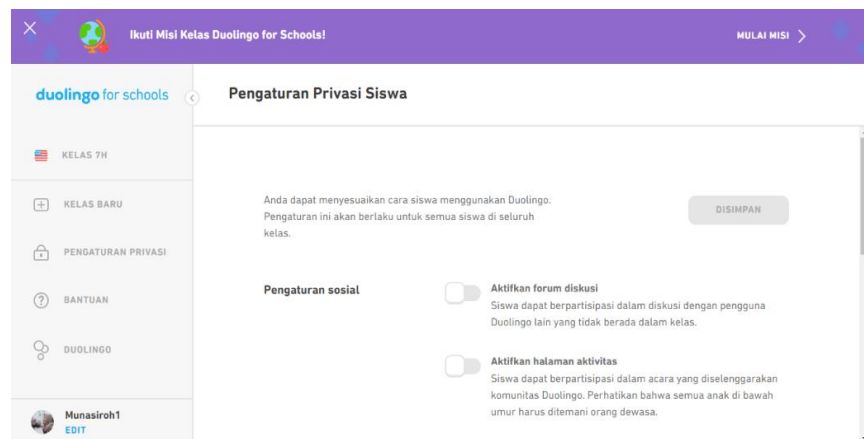 Ikuti Misi Kelas Duolingo for Schools!
MULAI MISI
duolingo for schools
Pengaturan Privasi Siswa
KELAS 7H
KELAS BARU
PENGATURAN PRIVASI
BANTUAN
DUOLINGO
Munasiroh1
EDIT
Anda dapat menyesuaikan cara siswa menggunakan Duolingo.
Pengaturan ini akan berlaku untuk semua siswa di seluruh
kelas.
DISIMPAN
Pengaturan sosial
Aktifkan forum diskusi
Siswa dapat berpartisipasi dalam diskusi dengan pengguna
Duolingo lain yang tidak berada dalam kelas.
Aktifkan halaman aktivitas
Siswa dapat berpartisipasi dalam acara yang diselenggarakan
komunitas Duolingo. Perhatikan bahwa semua anak di bawah
umur harus ditemani orang dewasa.